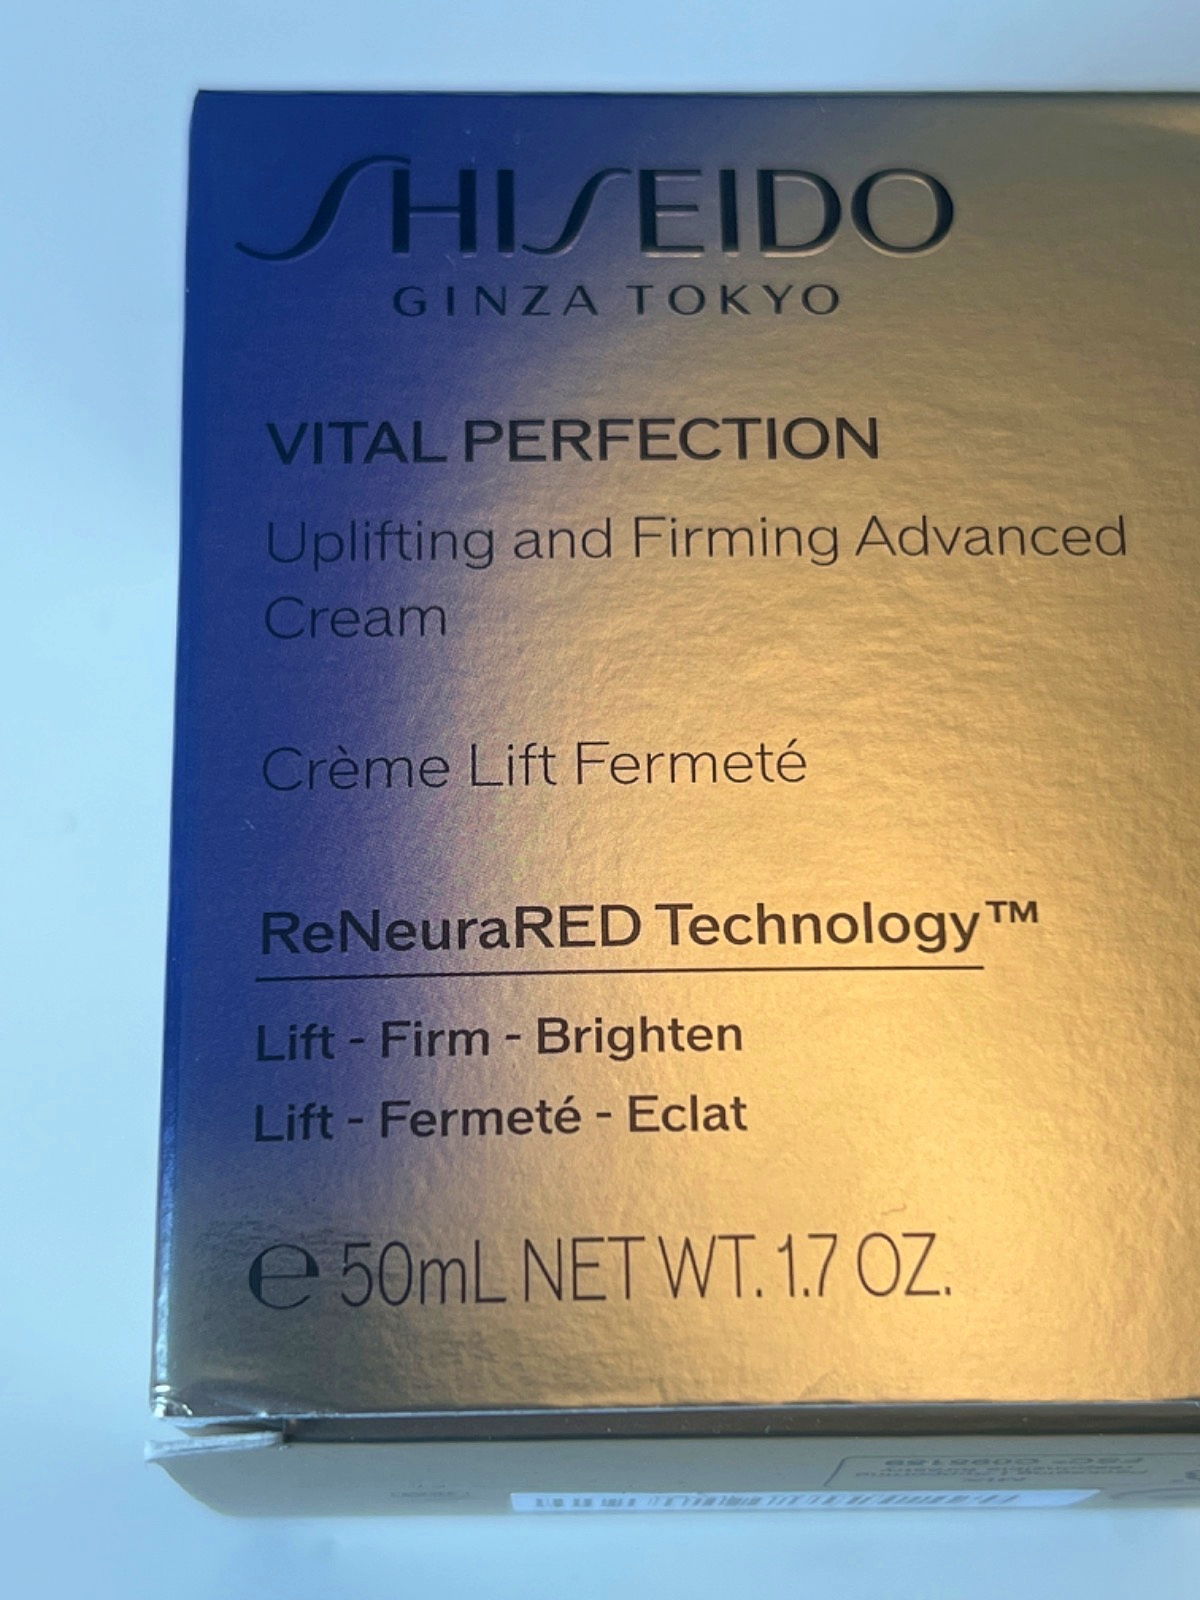 SHISEIDO
GINZA TOKYO
VITAL PERFECTION
Uplifting and Firming Advanced
Cream
Crème Lift Fermeté
ReNeuraRED Technology™
Lift - Firm - Brighten
Lift - Fermeté - Eclat
℮ 50mL NET WT. 1.7 OZ.